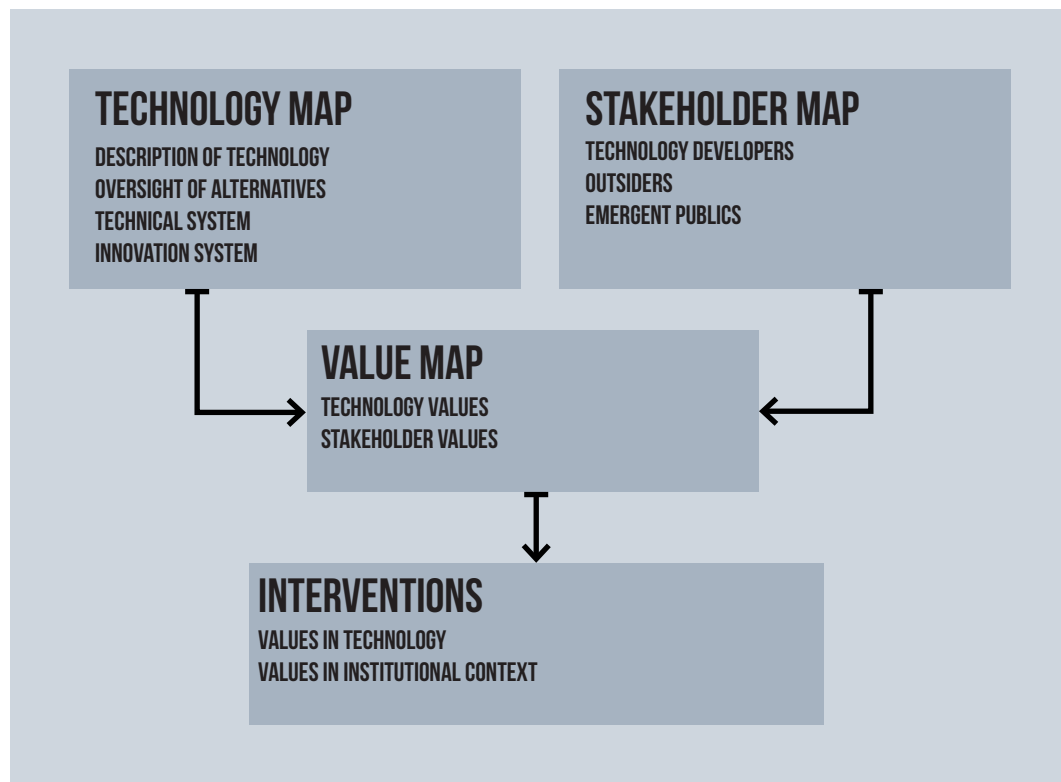 TECHNOLOGY MAP
DESCRIPTION OF TECHNOLOGY
OVERSIGHT OF ALTERNATIVES
TECHNICAL SYSTEM
INNOVATION SYSTEM
STAKEHOLDER MAP
TECHNOLOGY DEVELOPERS
OUTSIDERS
EMERGENT PUBLICS
VALUE MAP
TECHNOLOGY VALUES
STAKEHOLDER VALUES
INTERVENTIONS
VALUES IN TECHNOLOGY
VALUES IN INSTITUTIONAL CONTEXT